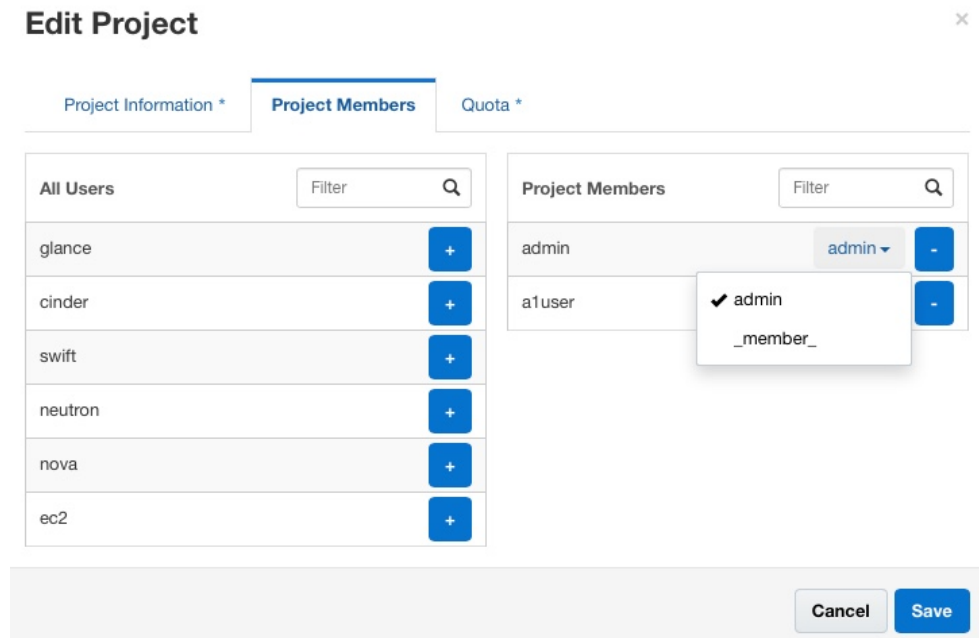 Edit Project ×
Project Information * Project Members Quota *
All Users Filter
glance +
cinder +
swift +
neutron +
nova +
ec2 +
Project Members Filter
admin admin -
a1user -
admin
_member_
Cancel Save